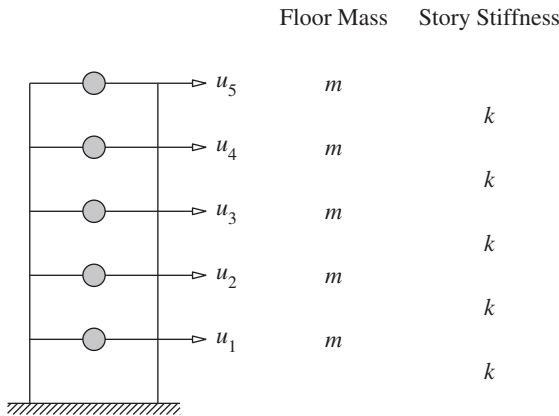 Floor Mass Story Stiffness
u5 m
k
u4 m
k
u3 m
k
u2 m
k
u1 m
k